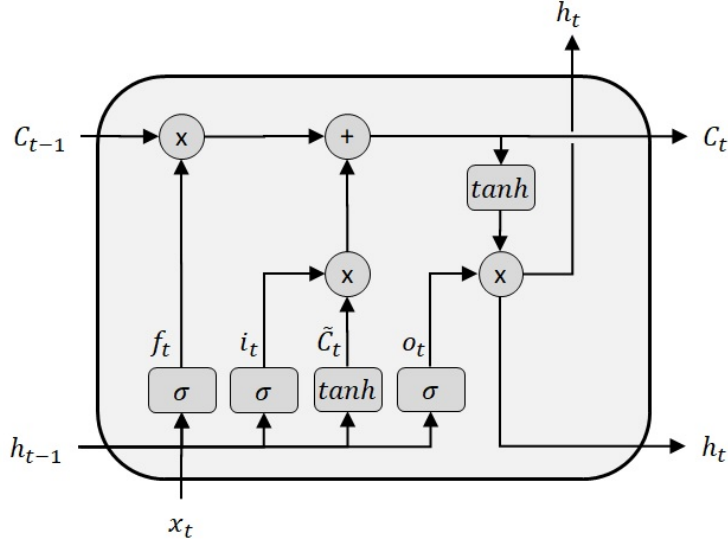 h_t
C_{t-1} x + C_t
tanh
x x
f_t i_t C̃_t o_t
σ σ tanh σ
h_{t-1} h_t
x_t